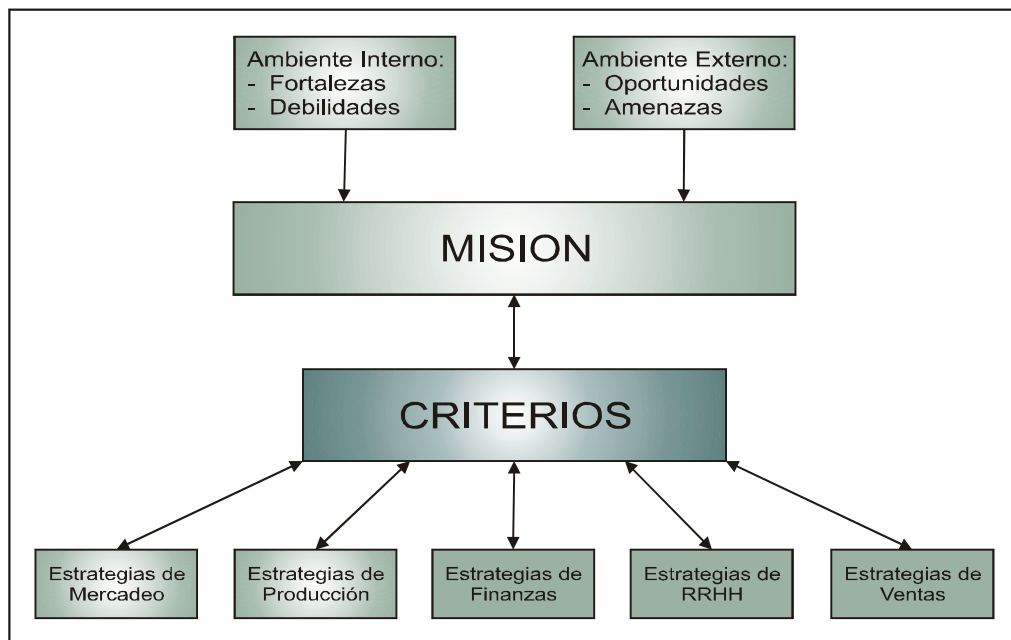 Ambiente Interno:
- Fortalezas
- Debilidades
Ambiente Externo:
- Oportunidades
- Amenazas
MISION
CRITERIOS
Estrategias de
Mercadeo
Estrategias de
Producción
Estrategias de
Finanzas
Estrategias de
RRHH
Estrategias de
Ventas